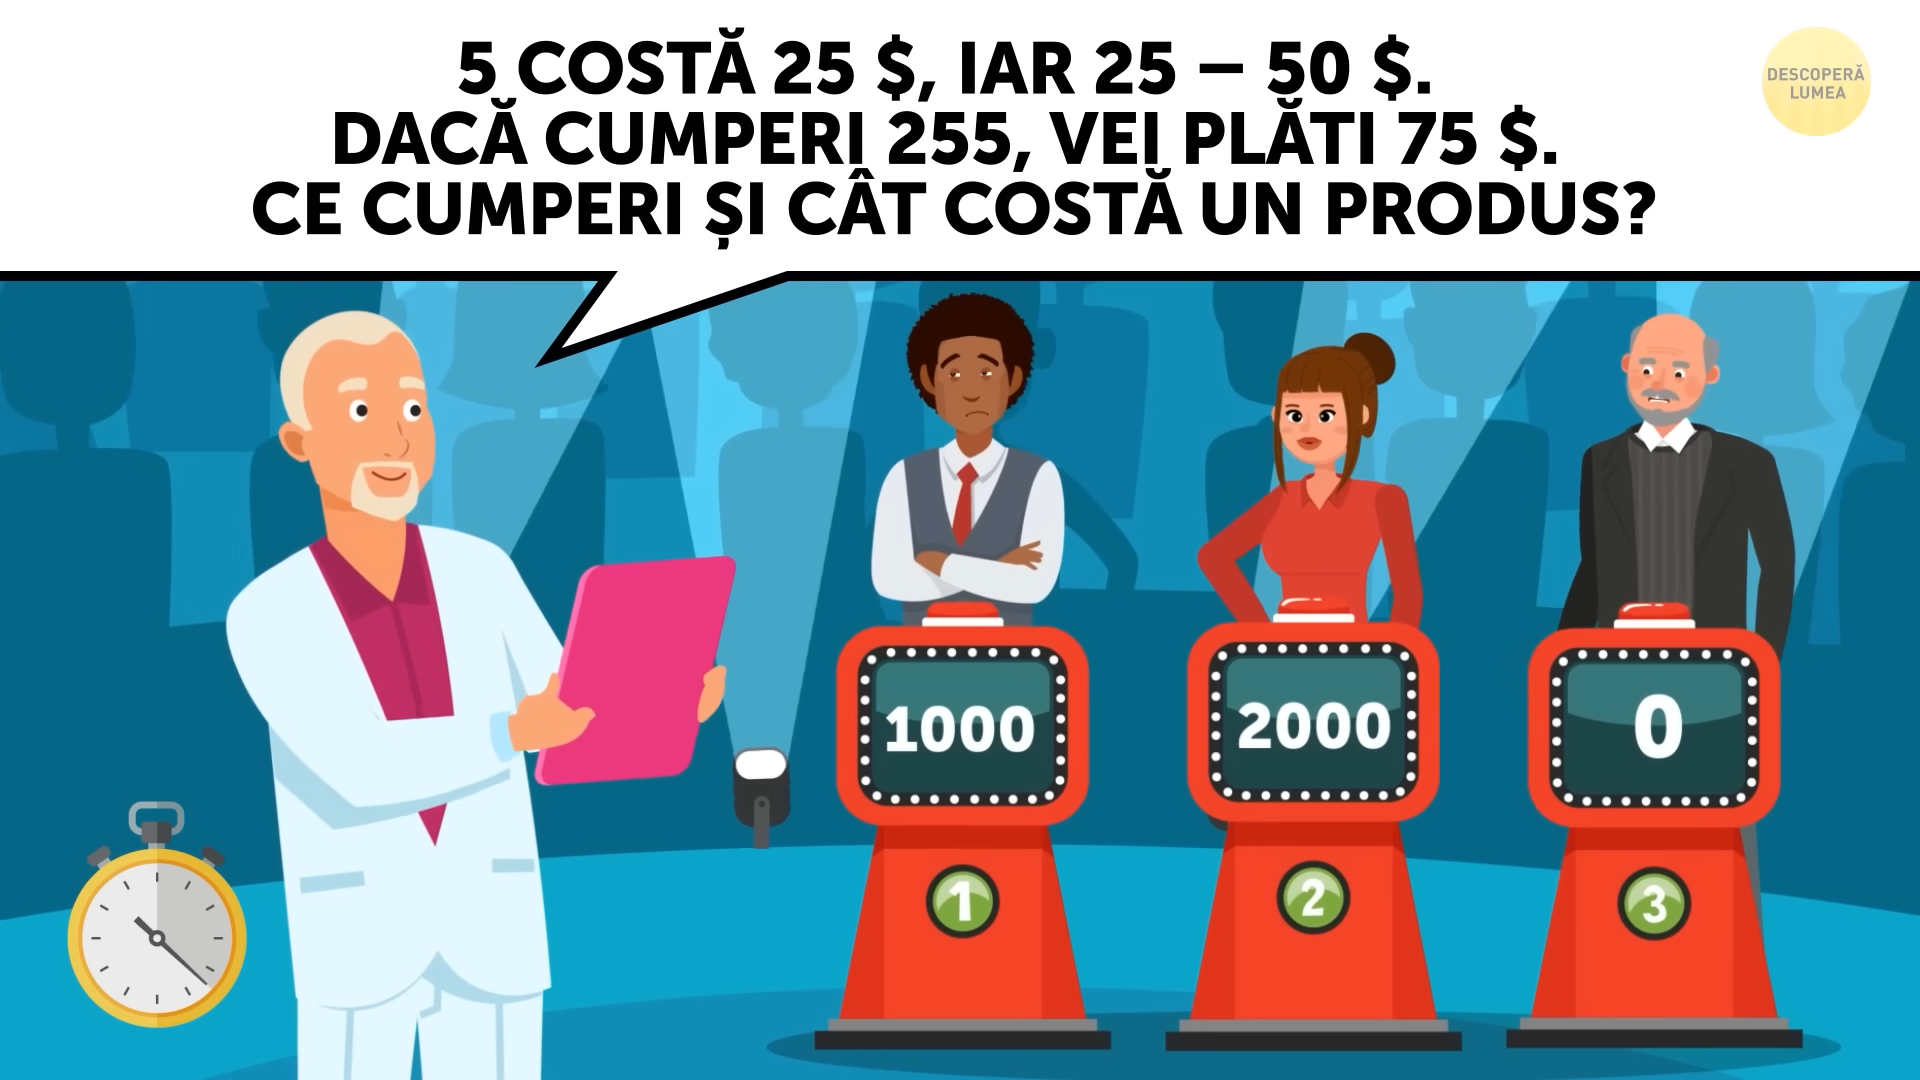 5 COSTĂ 25 $, IAR 25 – 50 $.
DACĂ CUMPERI 255, VEI PLĂTI 75 $.
CE CUMPERI ȘI CÂT COSTĂ UN PRODUS?
DESCOPERĂ
LUMEA
1000
2000
0
1
2
3